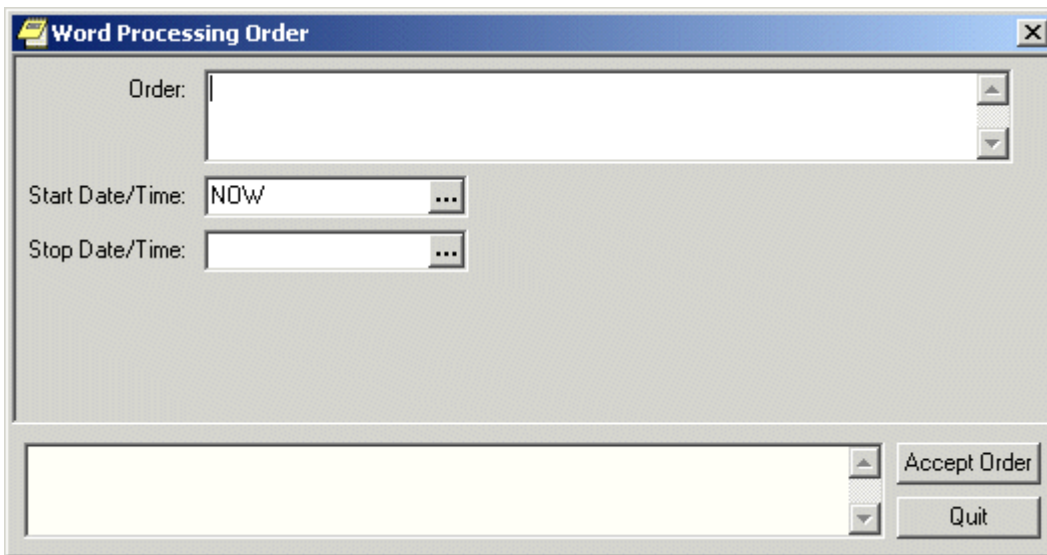 Word Processing Order
Order:
Start Date/Time: NOW ...
Stop Date/Time: ...
Accept Order
Quit